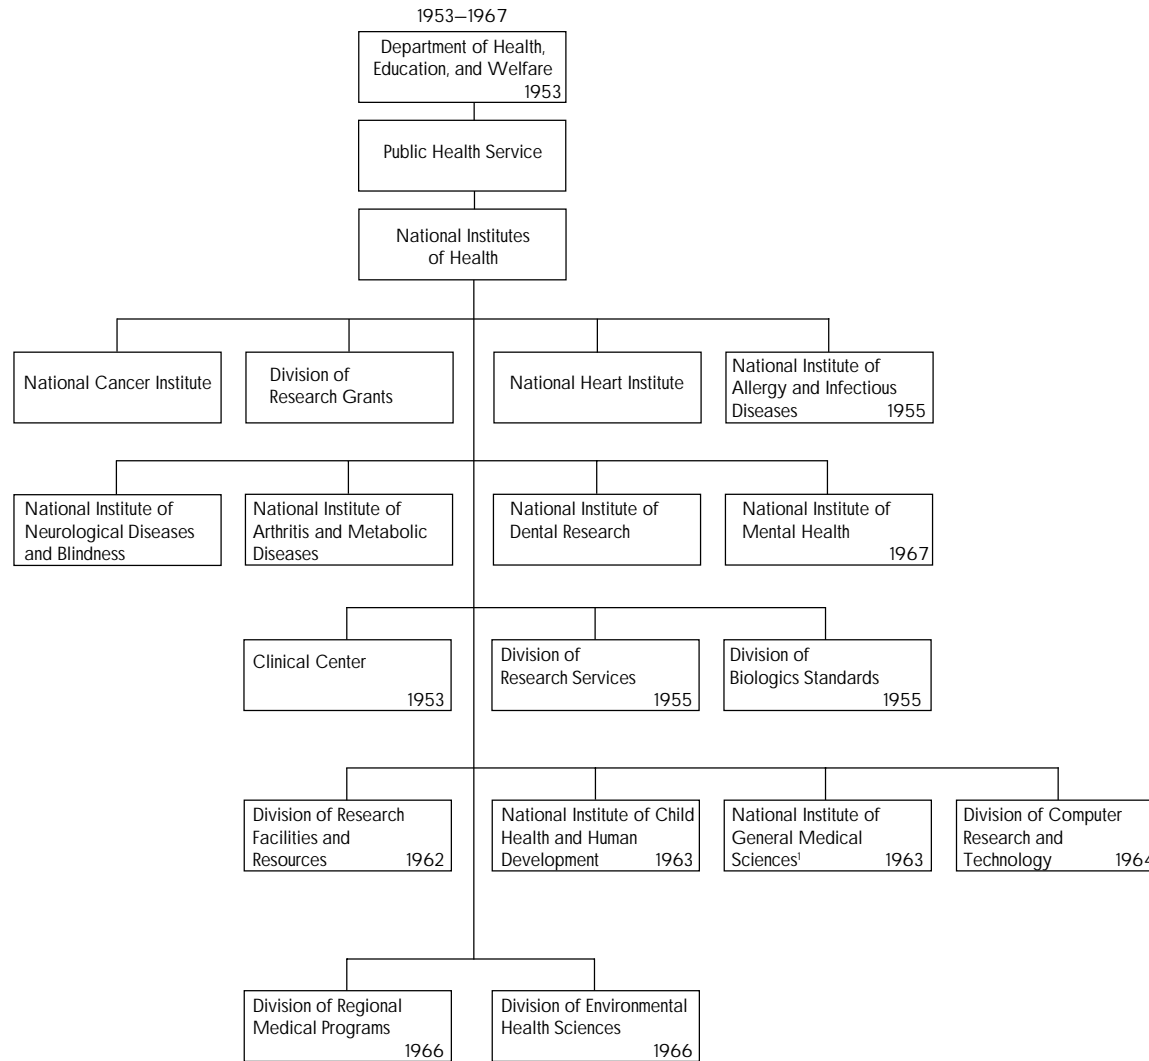 1953–1967
Department of Health,
Education, and Welfare
1953
Public Health Service
National Institutes
of Health
National Cancer Institute
Division of
Research Grants
National Heart Institute
National Institute of
Allergy and Infectious
Diseases 1955
National Institute of
Neurological Diseases
and Blindness
National Institute of
Arthritis and Metabolic
Diseases
National Institute of
Dental Research
National Institute of
Mental Health
1967
Clinical Center
1953
Division of
Research Services
1955
Division of
Biologics Standards
1955
Division of Research
Facilities and
Resources 1962
National Institute of Child
Health and Human
Development 1963
National Institute of
General Medical
Sciences¹ 1963
Division of Computer
Research and
Technology 1964
Division of Regional
Medical Programs
1966
Division of Environmental
Health Sciences
1966